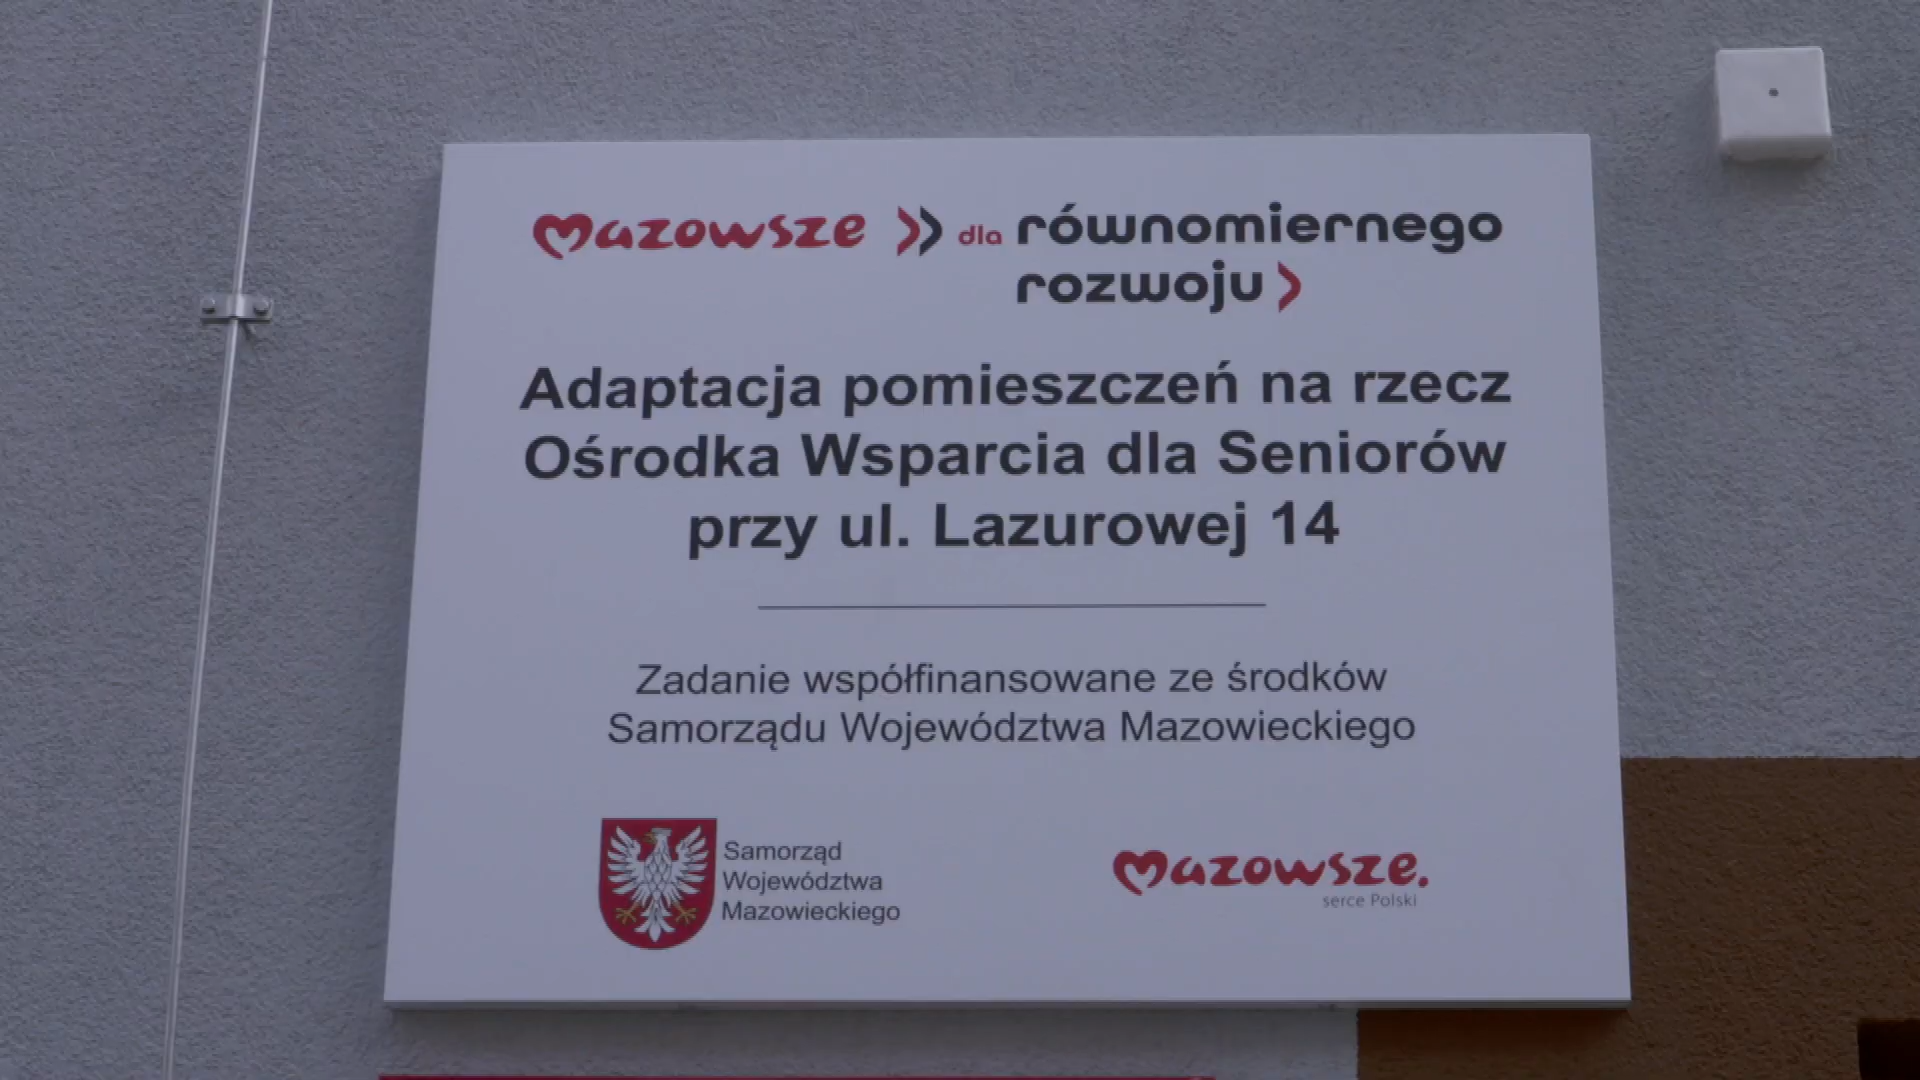 mazowsze dla równomiernego
rozwoju
Adaptacja pomieszczeń na rzecz
Ośrodka Wsparcia dla Seniorów
przy ul. Lazurowej 14
Zadanie współfinansowane ze środków
Samorządu Województwa Mazowieckiego
Samorząd
Województwa
Mazowieckiego
mazowsze.
serce Polski